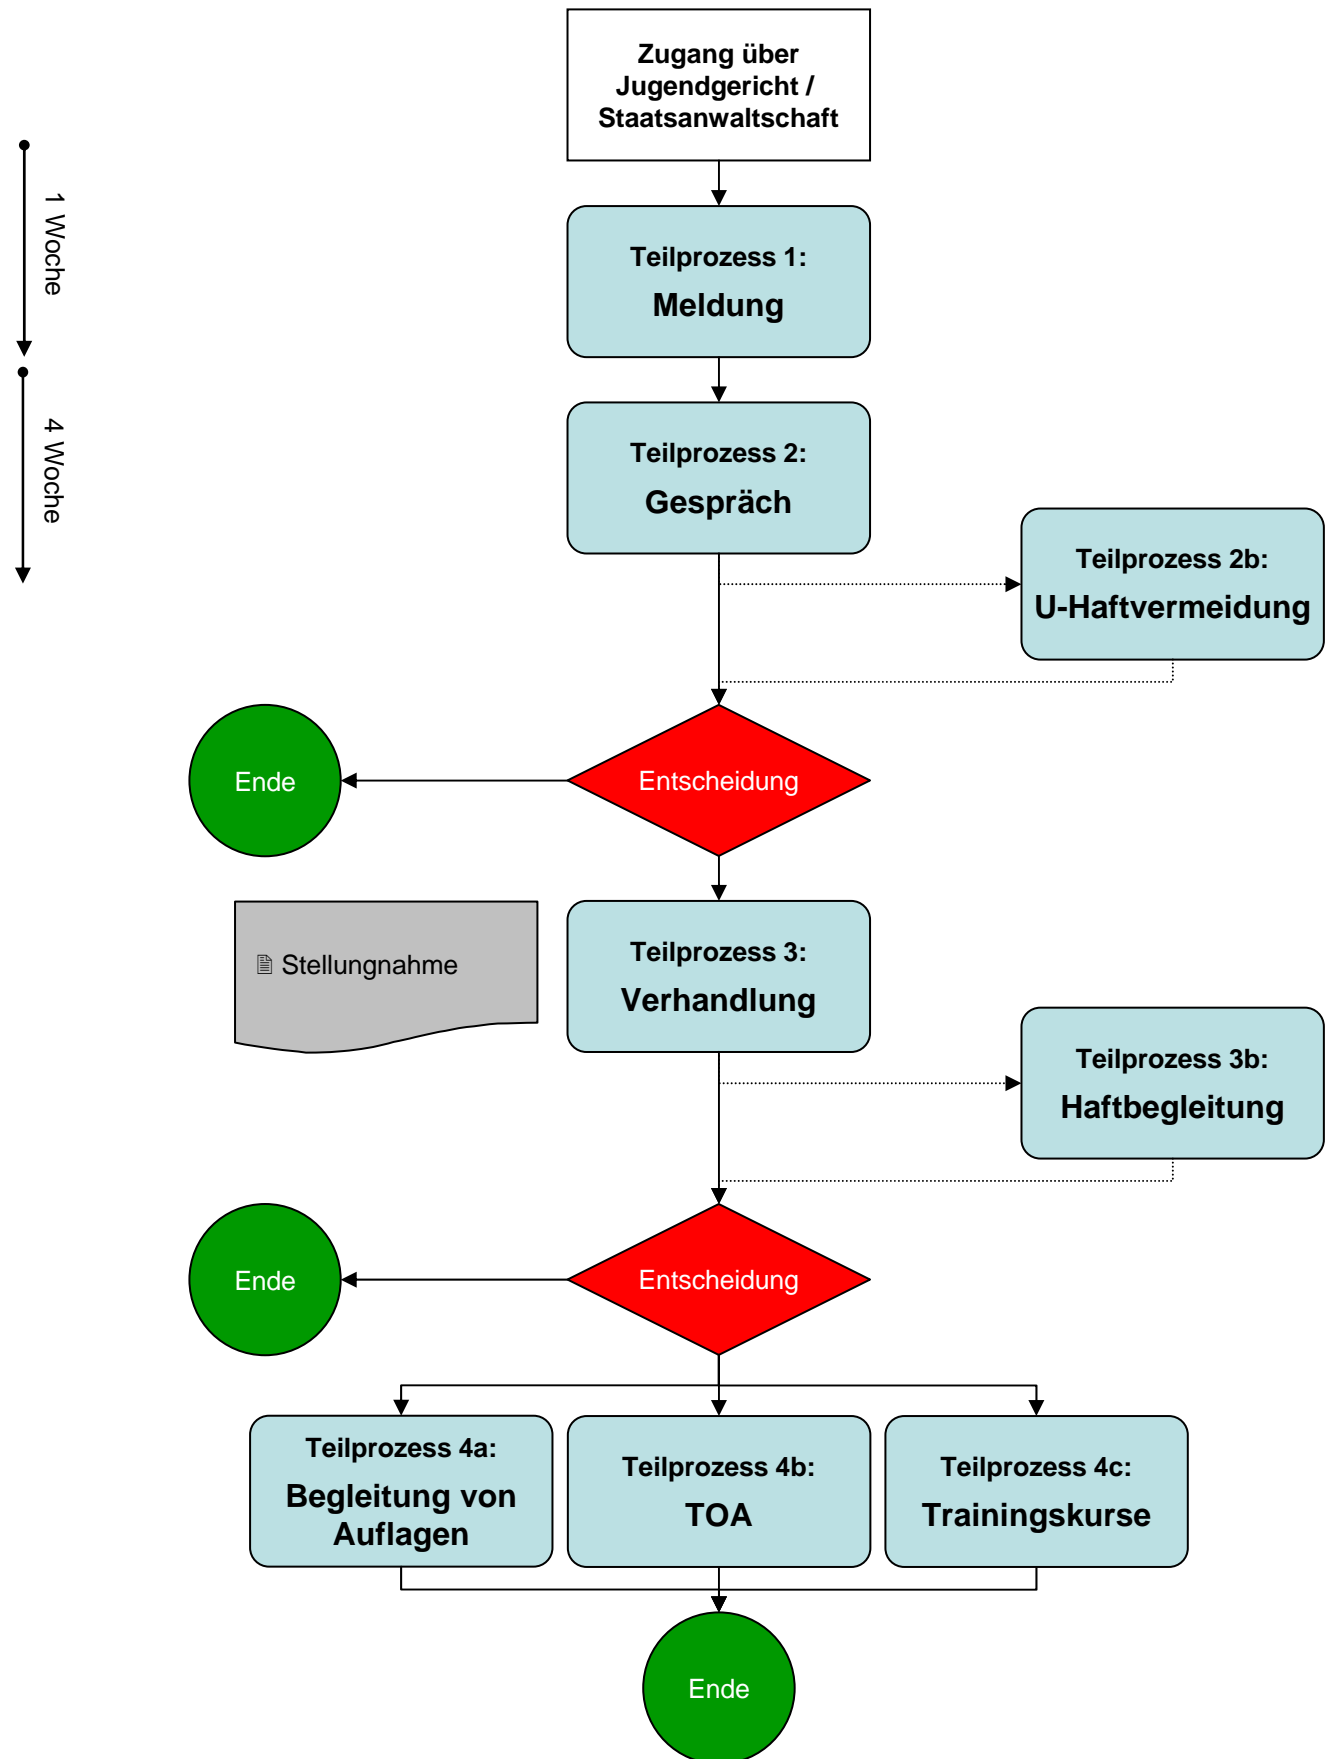 Zugang über
Jugendgericht /
Staatsanwaltschaft
1 Woche
Teilprozess 1:
Meldung
4 Woche
Teilprozess 2:
Gespräch
Teilprozess 2b:
U-Haftvermeidung
Ende
Entscheidung
Stellungnahme
Teilprozess 3:
Verhandlung
Teilprozess 3b:
Haftbegleitung
Ende
Entscheidung
Teilprozess 4a:
Begleitung von
Auflagen
Teilprozess 4b:
TOA
Teilprozess 4c:
Trainingskurse
Ende